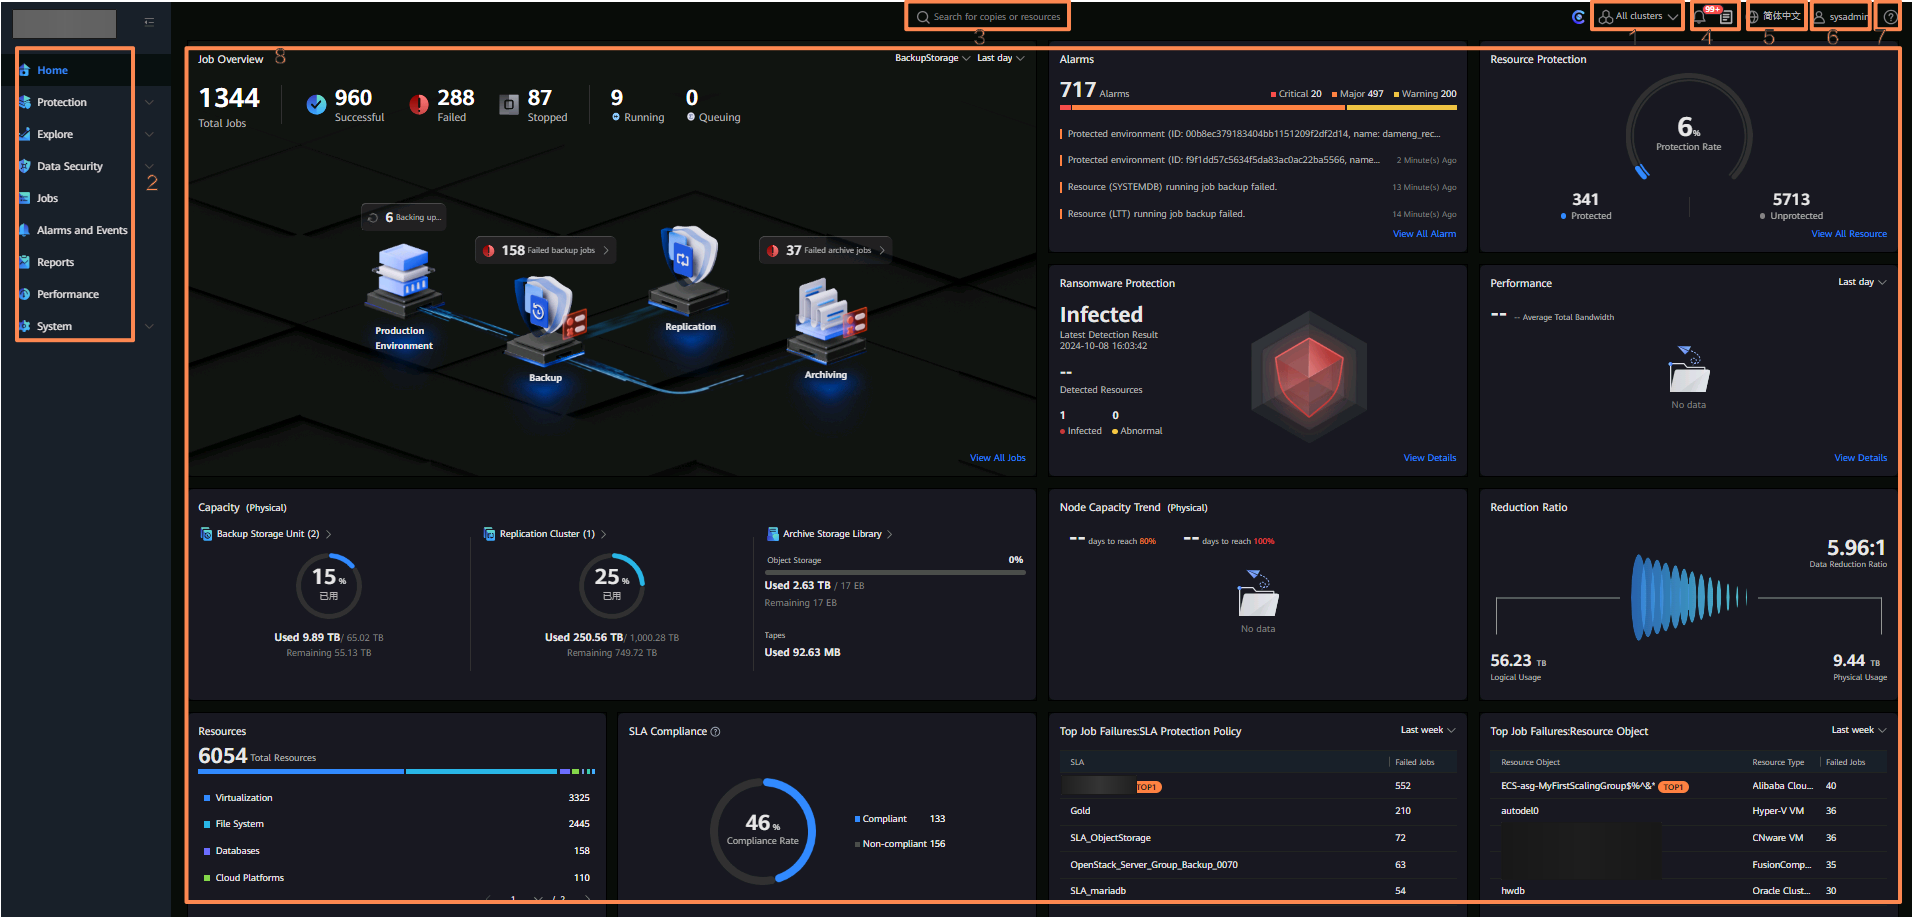 Search for copies or resources
All clusters
99+
简体中文
sysadmin
3
1
4
5
6
7
Home
Protection
Explore
Data Security
2
Jobs
Alarms and Events
Reports
Performance
System
Job Overview
8
BackupStorage
Last day
1344
Total Jobs
960
Successful
288
Failed
87
Stopped
9
Running
0
Queuing
6 Backing up...
158 Failed backup jobs
37 Failed archive jobs
Production
Environment
Backup
Replication
Archiving
View All Jobs
Alarms
717 Alarms
Critical 20
Major 497
Warning 200
Protected environment (ID: 00b8ec379183404bb1151209f2df2d14, name: dameng_rec...
Protected environment (ID: f9f1dd57c5634f5da83ac0ac22ba5566, name... 2 Minute(s) Ago
Resource (SYSTEMDB) running job backup failed. 13 Minute(s) Ago
Resource (LTT) running job backup failed. 14 Minute(s) Ago
View All Alarm
Resource Protection
6%
Protection Rate
341
Protected
5713
Unprotected
View All Resource
Ransomware Protection
Infected
Latest Detection Result
2024-10-08 16:03:42
--
Detected Resources
1
Infected
0
Abnormal
View Details
Performance
Last day
-- -- Average Total Bandwidth
No data
View Details
Capacity (Physical)
Backup Storage Unit (2)
15%
已用
Used 9.89 TB/ 65.02 TB
Remaining 55.13 TB
Replication Cluster (1)
25%
已用
Used 250.56 TB/ 1,000.28 TB
Remaining 749.72 TB
Archive Storage Library
Object Storage 0%
Used 2.63 TB / 17 EB
Remaining 17 EB
Tapes
Used 92.63 MB
Node Capacity Trend (Physical)
-- days to reach 80%
-- days to reach 100%
No data
Reduction Ratio
5.96:1
Data Reduction Ratio
56.23 TB
Logical Usage
9.44 TB
Physical Usage
Resources
6054 Total Resources
Virtualization 3325
File System 2445
Databases 158
Cloud Platforms 110
1 / 2
SLA Compliance
46%
Compliance Rate
Compliant 133
Non-compliant 156
Top Job Failures:SLA Protection Policy
Last week
SLA Failed Jobs
TOP1 552
Gold 210
SLA_ObjectStorage 72
OpenStack_Server_Group_Backup_0070 63
SLA_mariadb 54
Top Job Failures:Resource Object
Last week
Resource Object Resource Type Failed Jobs
ECS-asg-MyFirstScalingGroup$%^&* TOP1 Alibaba Clou... 40
autodel0 Hyper-V VM 36
CNware VM 36
FusionComp... 35
hwdb Oracle Clust... 30